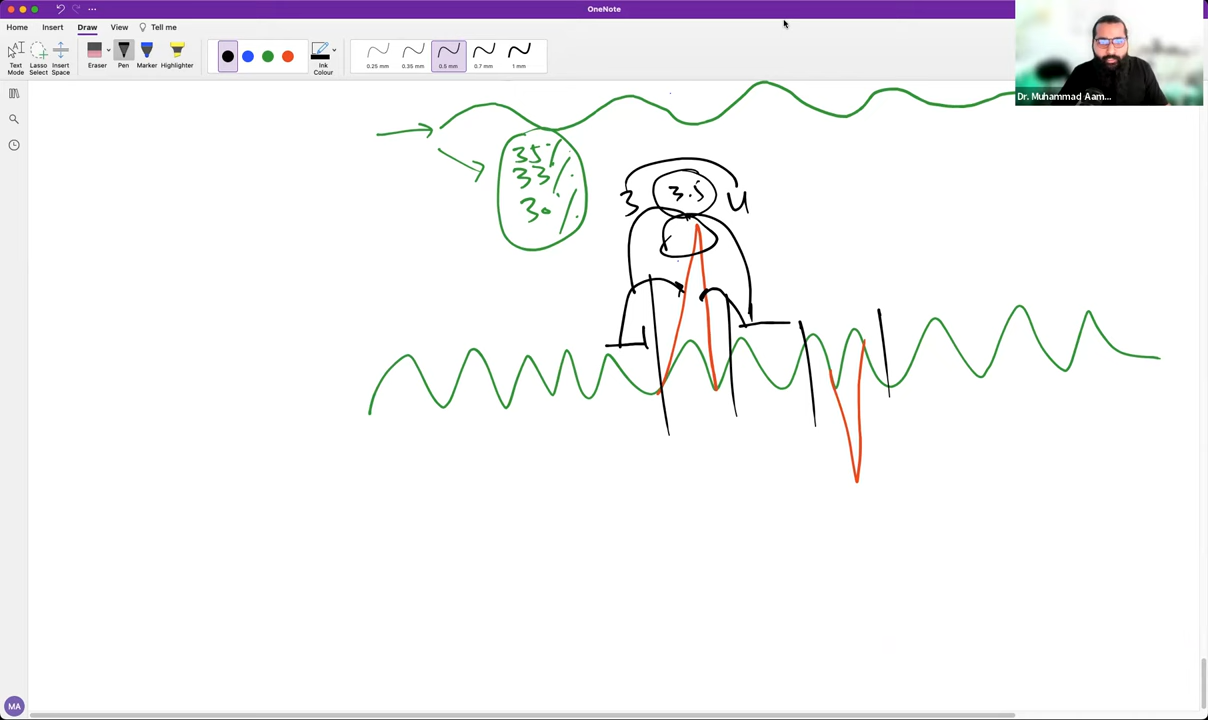 OneNote
Home Insert Draw View Tell me
Text Mode
Lasso Select
Insert Space
Eraser
Pen
Marker
Highlighter
Ink Colour
0.25 mm
0.35 mm
0.5 mm
0.7 mm
1 mm
Dr. Muhammad Aam...
35%
33%
30%
3 3.5 4
MA